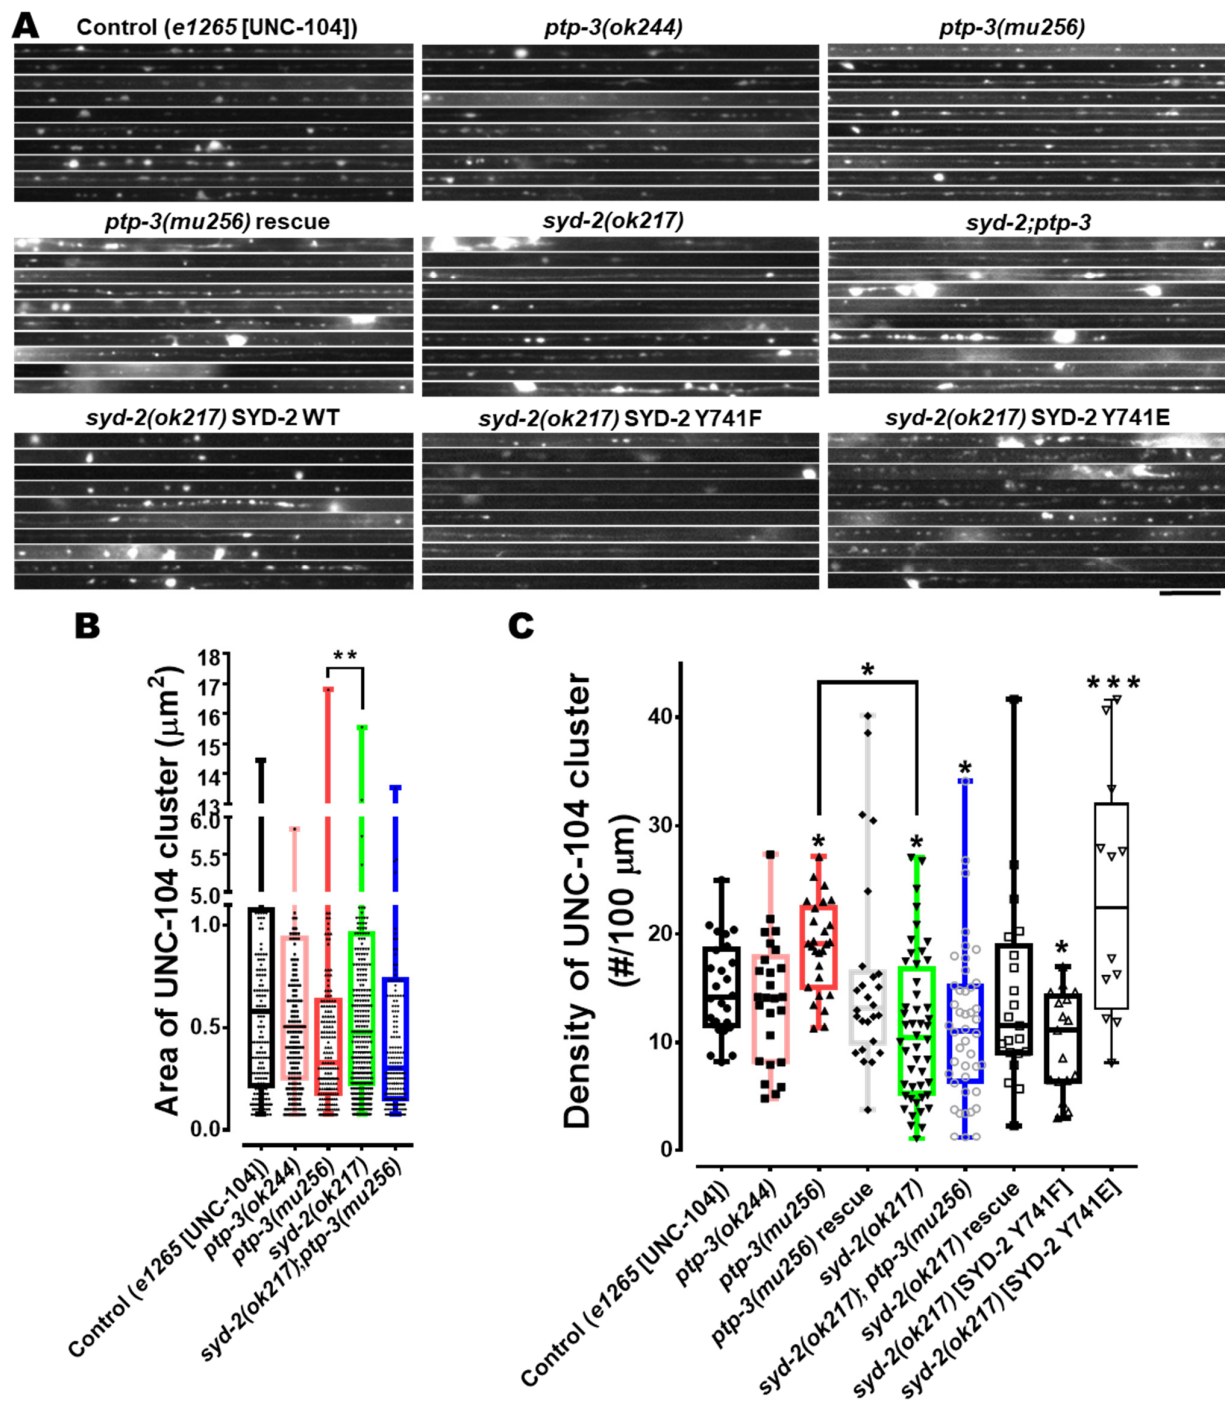 A
Control (e1265 [UNC-104])
ptp-3(ok244)
ptp-3(mu256)
ptp-3(mu256) rescue
syd-2(ok217)
syd-2;ptp-3
syd-2(ok217) SYD-2 WT
syd-2(ok217) SYD-2 Y741F
syd-2(ok217) SYD-2 Y741E
B
Area of UNC-104 cluster (μm²)
18
17
16
15
14
13
6.0
5.5
5.0
1.0
0.5
0.0
**
Control (e1265 [UNC-104])
ptp-3(ok244)
ptp-3(mu256)
syd-2(ok217)
syd-2(ok217);ptp-3(mu256)
C
Density of UNC-104 cluster
(#/100 μm)
40
30
20
10
0
*
*
*
*
*
***
Control (e1265 [UNC-104])
ptp-3(ok244)
ptp-3(mu256)
ptp-3(mu256) rescue
syd-2(ok217)
syd-2(ok217); ptp-3(mu256)
syd-2(ok217) rescue
syd-2(ok217) [SYD-2 Y741F]
syd-2(ok217) [SYD-2 Y741E]